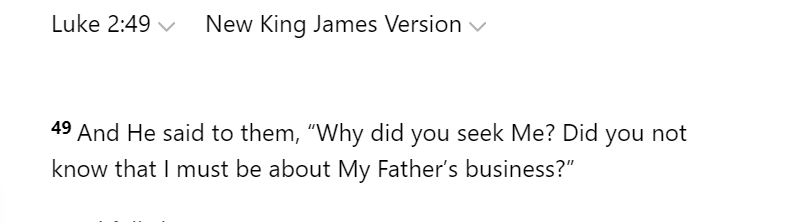 Luke 2:49 New King James Version
49 And He said to them, “Why did you seek Me? Did you not
know that I must be about My Father’s business?”